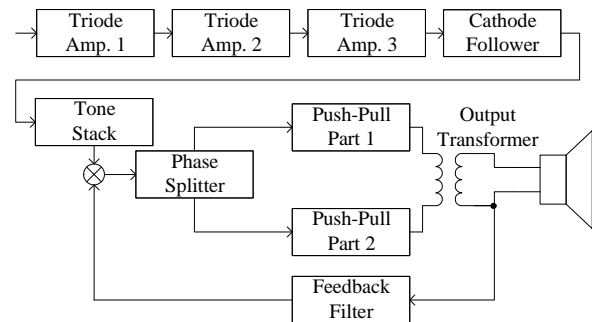 Triode
Amp. 1
Triode
Amp. 2
Triode
Amp. 3
Cathode
Follower
Tone
Stack
Phase
Splitter
Push-Pull
Part 1
Output
Transformer
Push-Pull
Part 2
Feedback
Filter